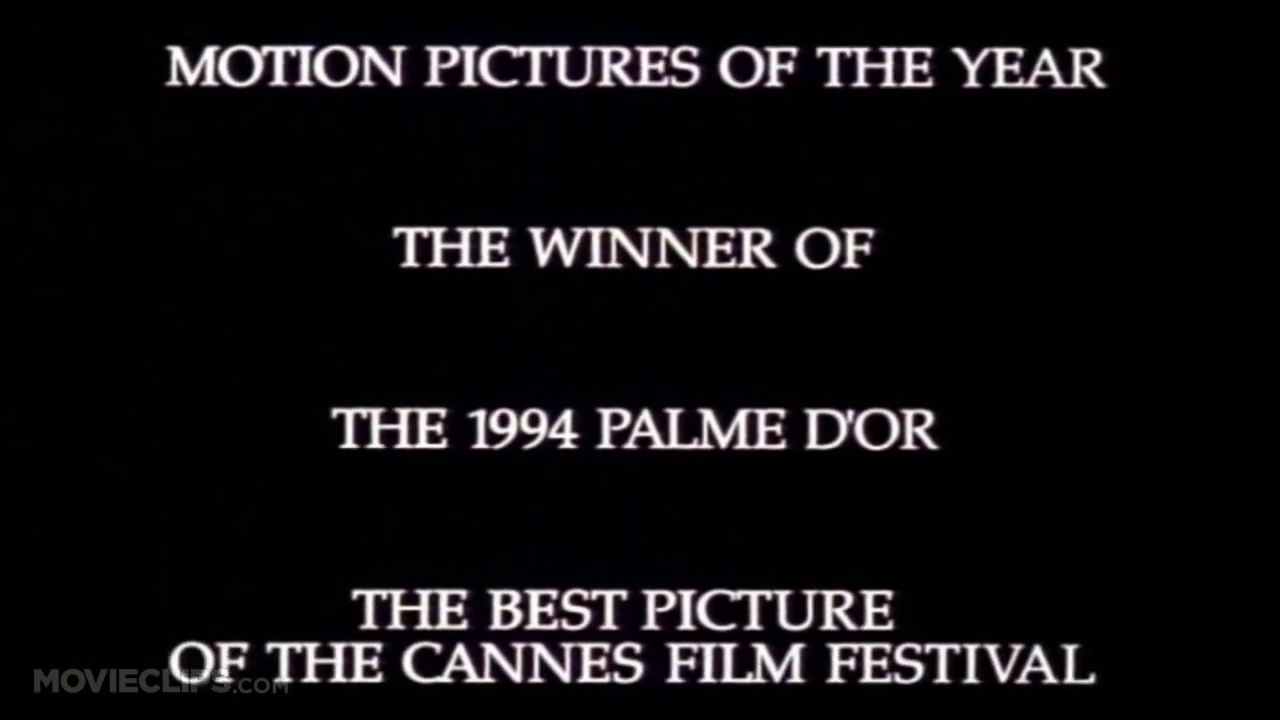 MOTION PICTURES OF THE YEAR
THE WINNER OF
THE 1994 PALME D'OR
THE BEST PICTURE
OF THE CANNES FILM FESTIVAL
MOVIECLIPS.COM